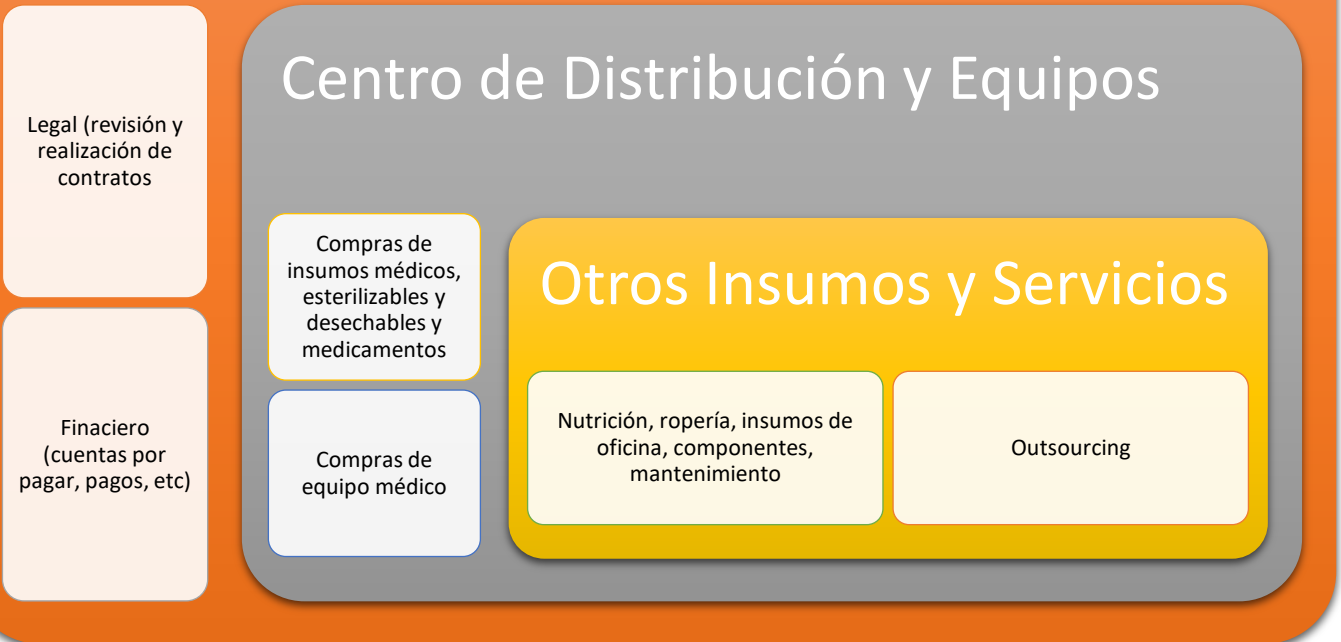 Legal (revisión y
realización de
contratos
Finaciero
(cuentas por
pagar, pagos, etc)
Centro de Distribución y Equipos
Compras de
insumos médicos,
esterilizables y
desechables y
medicamentos
Compras de
equipo médico
Otros Insumos y Servicios
Nutrición, ropería, insumos de
oficina, componentes,
mantenimiento
Outsourcing